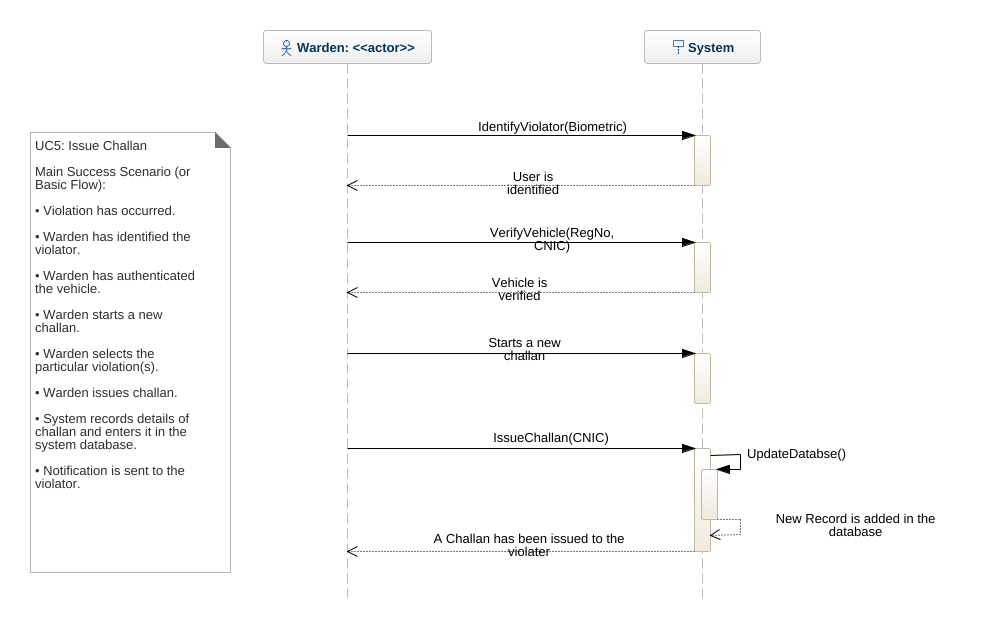 Warden: <<actor>>
System
UC5: Issue Challan
Main Success Scenario (or
Basic Flow):
• Violation has occurred.
• Warden has identified the
violator.
• Warden has authenticated
the vehicle.
• Warden starts a new
challan.
• Warden selects the
particular violation(s).
• Warden issues challan.
• System records details of
challan and enters it in the
system database.
• Notification is sent to the
violator.
IdentifyViolator(Biometric)
User is
identified
VerifyVehicle(RegNo,
CNIC)
Vehicle is
verified
Starts a new
challan
IssueChallan(CNIC)
UpdateDatabse()
New Record is added in the
database
A Challan has been issued to the
violater